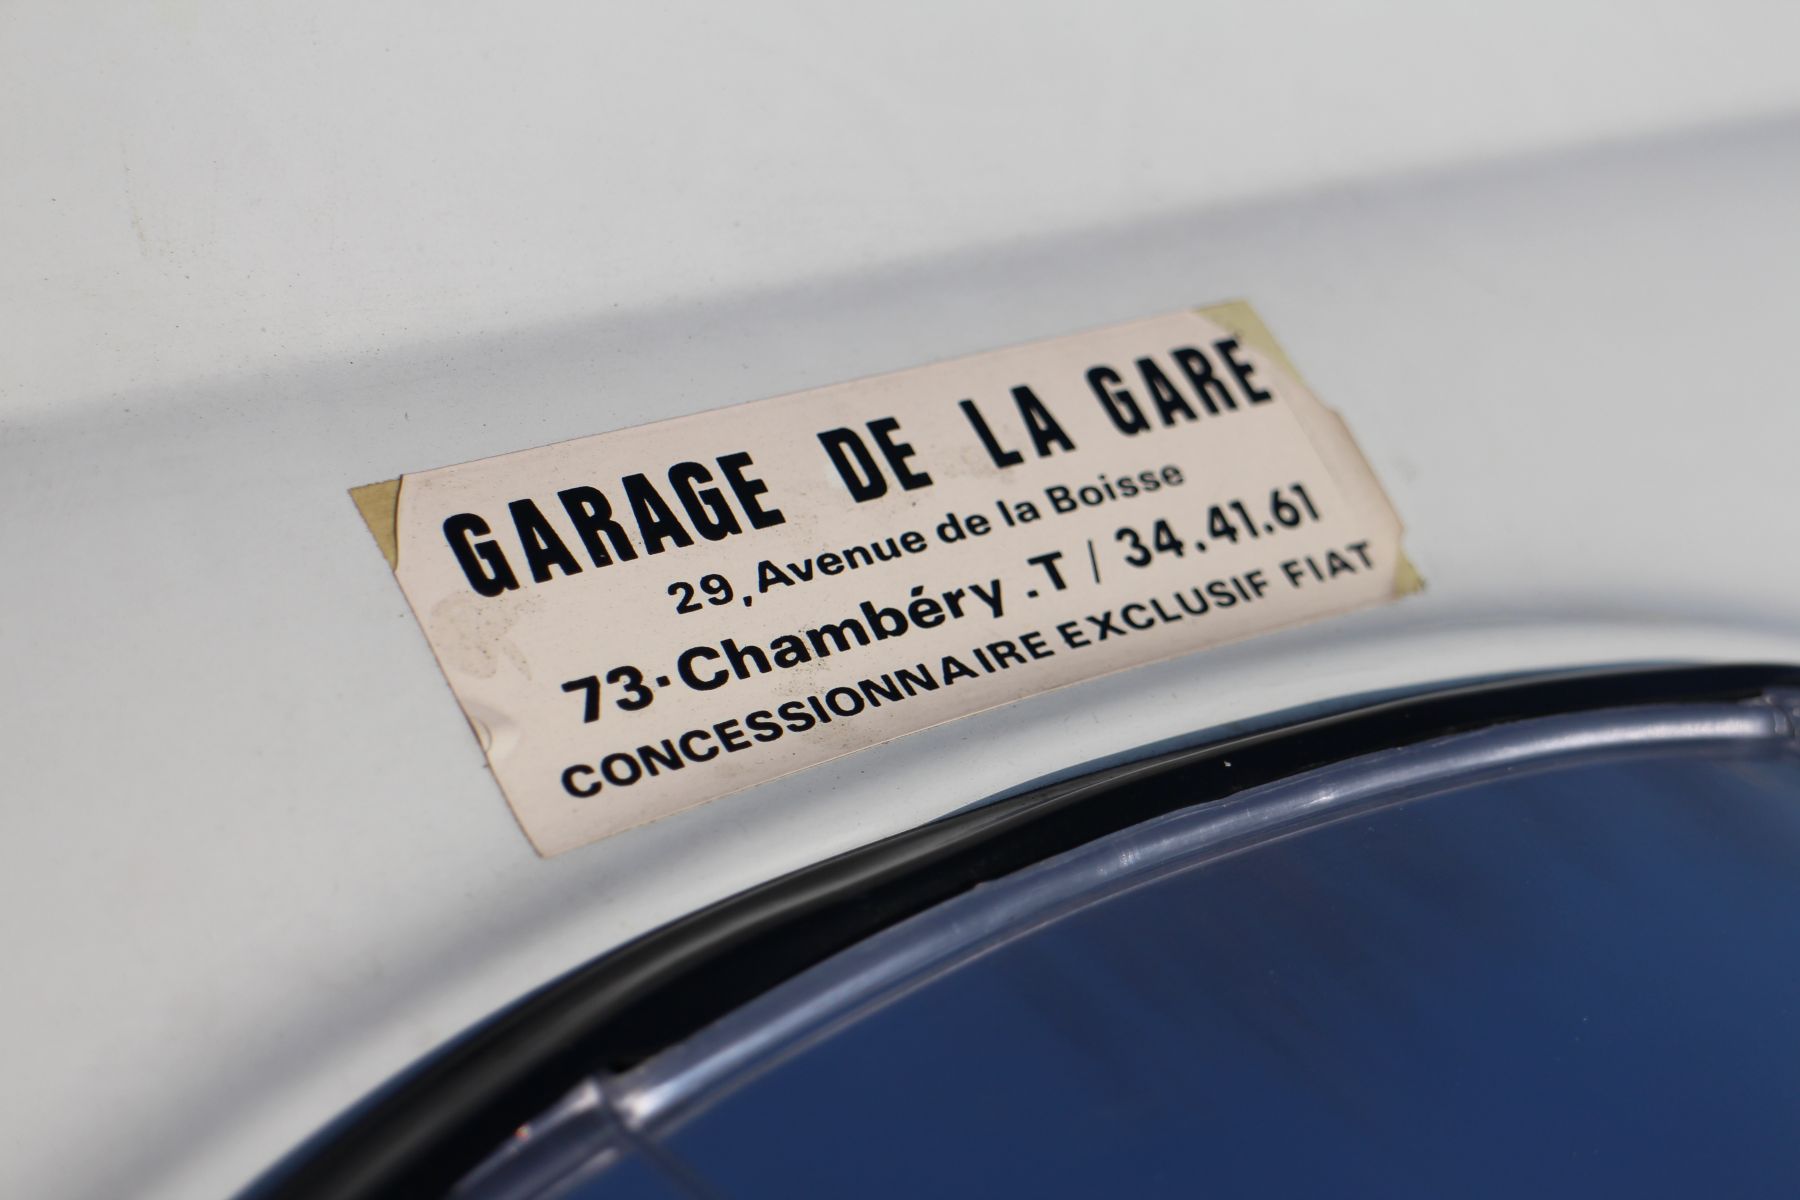 GARAGE DE LA GARE
29, Avenue de la Boisse
73·Chambéry .T / 34.41.61
CONCESSIONNAIRE EXCLUSIF FIAT